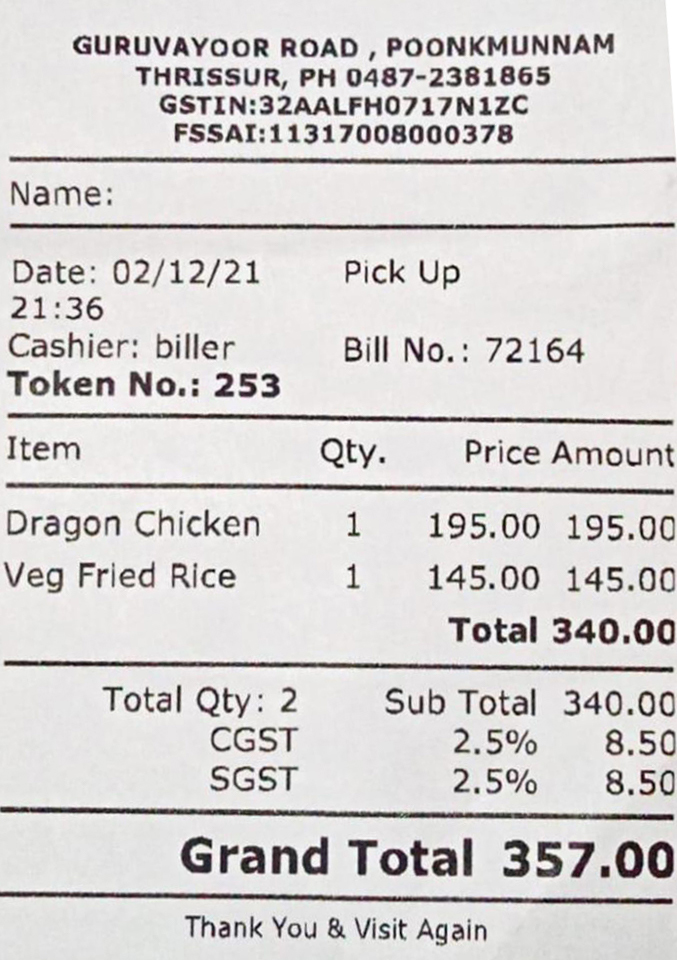 GURUVAYOOR ROAD , POONKMUNNAM
THRISSUR, PH 0487-2381865
GSTIN:32AALFH0717N1ZC
FSSAI:11317008000378
Name:
Date: 02/12/21 Pick Up
21:36
Cashier: biller Bill No.: 72164
Token No.: 253
Item Qty. Price Amount
Dragon Chicken 1 195.00 195.00
Veg Fried Rice 1 145.00 145.00
Total 340.00
Total Qty: 2 Sub Total 340.00
CGST 2.5% 8.50
SGST 2.5% 8.50
Grand Total 357.00
Thank You & Visit Again